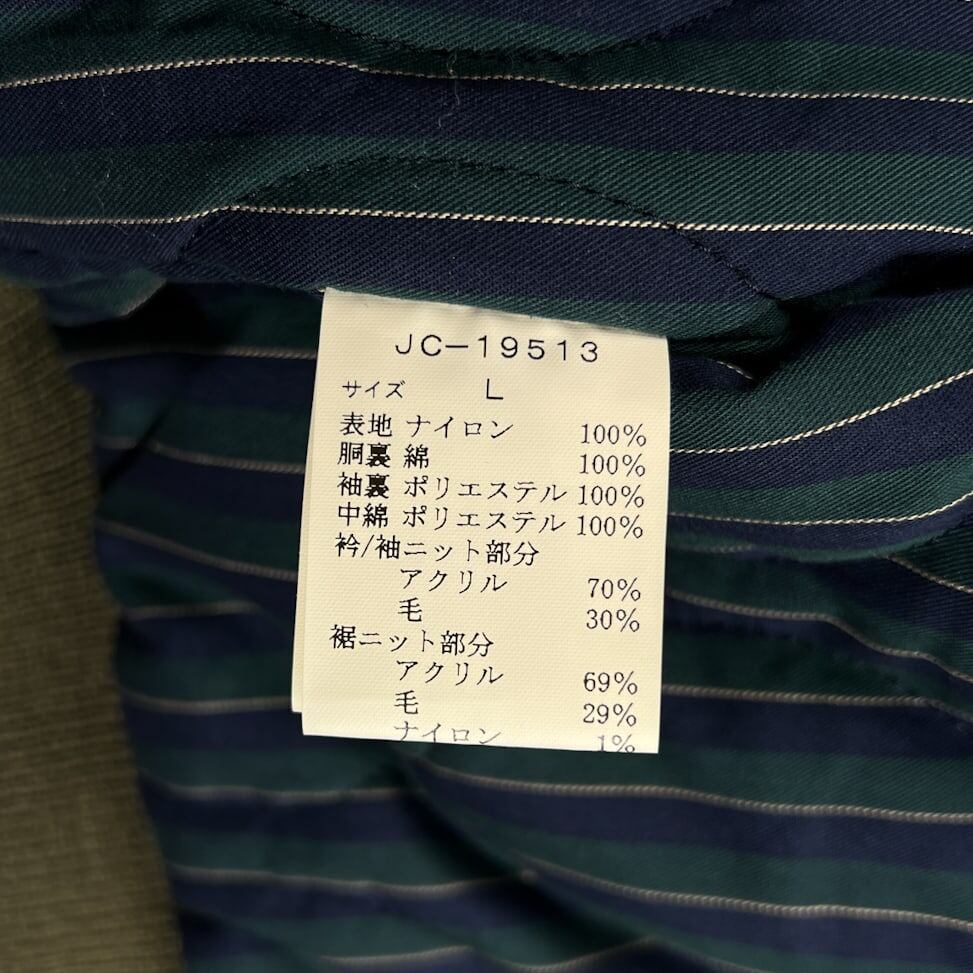 JC-19513
サイズ L
表地 ナイロン 100%
胴裏 綿 100%
袖裏 ポリエステル 100%
中綿 ポリエステル 100%
衿/袖ニット部分
アクリル 70%
毛 30%
裾ニット部分
アクリル 69%
毛 29%
ナイロン 1%